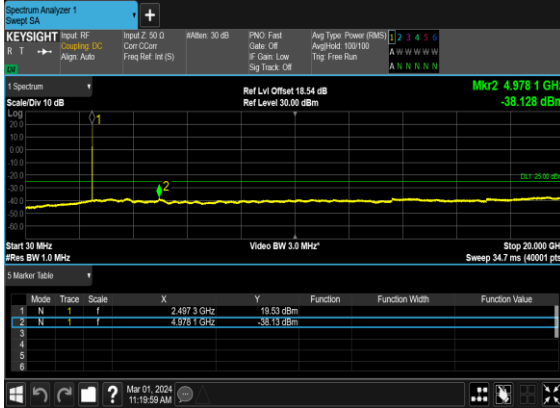 Spectrum Analyzer 1
Swept SA
+
KEYSIGHT
R T
Input: RF
Coupling: DC
Align: Auto
Input Z: 50 Ω
Corr CCorr
Freq Ref: Int (S)
#Atten: 30 dB
PNO: Fast
Gate: Off
IF Gain: Low
Sig Track: Off
Avg Type: Power (RMS)
Avg|Hold: 100/100
Trig: Free Run
1 2 3 4 5 6
A W W W W W
A N N N N N
1 Spectrum
Scale/Div 10 dB
Ref Lvl Offset 18.54 dB
Ref Level 30.00 dBm
Mkr2 4.978 1 GHz
-38.128 dBm
Log
20.0
10.0
0.00
-10.0
-20.0
-30.0
-40.0
-50.0
-60.0
1
2
DL1 -25.00 dBm
Start 30 MHz
#Res BW 1.0 MHz
Video BW 3.0 MHz*
Stop 20.000 GHz
Sweep 34.7 ms (40001 pts)
5 Marker Table
Mode Trace Scale X Y Function Function Width Function Value
1 N 1 f 2.497 3 GHz 19.53 dBm
2 N 1 f 4.978 1 GHz -38.13 dBm
3
4
5
6
?
Mar 01, 2024
11:19:59 AM